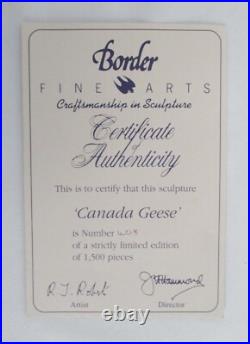 Border
FINE ARTS
Craftsmanship in Sculpture
Certificate
of
Authenticity
This is to certify that this sculpture
'Canada Geese'
is Number
of a strictly limited edition
of 1,500 pieces
R J Robst
Artist
Director